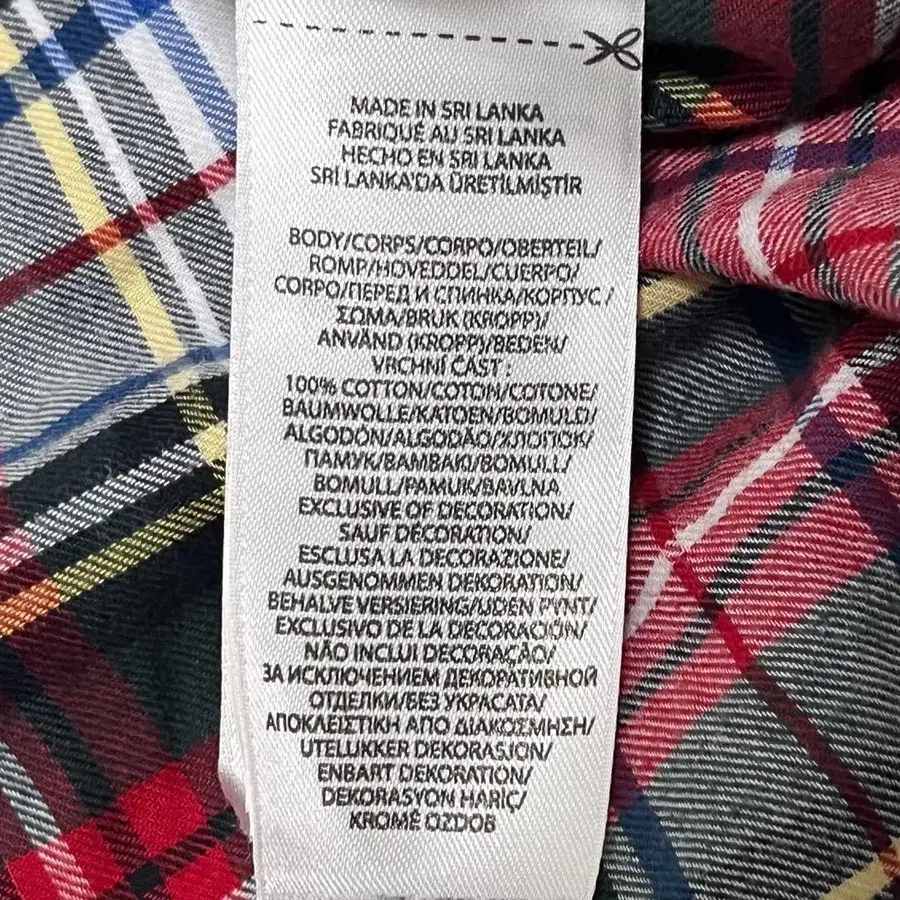 MADE IN SRI LANKA
FABRIQUÉ AU SRI LANKA
HECHO EN SRI LANKA
SRI LANKA'DA ÜRETİLMİŞTİR
BODY/CORPS/CORPO/OBERTEIL/
ROMP/HOVEDDEL/CUERPO/
CORPO/ПЕРЕД И СПИНКА/КОРПУС /
ΣΩΜΑ/BRUK (KROPP)/
ANVÄND (KROPP)/BEDEN/
VRCHNÍ ČÁST :
100% COTTON/COTON/COTONE/
BAUMWOLLE/KATOEN/BOMULD/
ALGODÓN/ALGODÃO/ХЛОПОК/
ПАМУК/ΒΑΜΒΑΚΙ/BOMULL/
BOMULL/PAMUK/BAVLNA
EXCLUSIVE OF DECORATION/
SAUF DÉCORATION/
ESCLUSA LA DECORAZIONE/
AUSGENOMMEN DEKORATION/
BEHALVE VERSIERING/UDEN PYNT/
EXCLUSIVO DE LA DECORACIÓN/
NÃO INCLUI DECORAÇÃO/
ЗА ИСКЛЮЧЕНИЕМ ДЕКОРАТИВНОЙ
ОТДЕЛКИ/БЕЗ УКРАСАТА/
ΑΠΟΚΛΕΙΣΤΙΚΗ ΑΠΟ ΔΙΑΚΟΣΜΗΣΗ/
UTELUKKER DEKORASJON/
ENBART DEKORATION/
DEKORASYON HARİÇ/
KROMĚ OZDOB